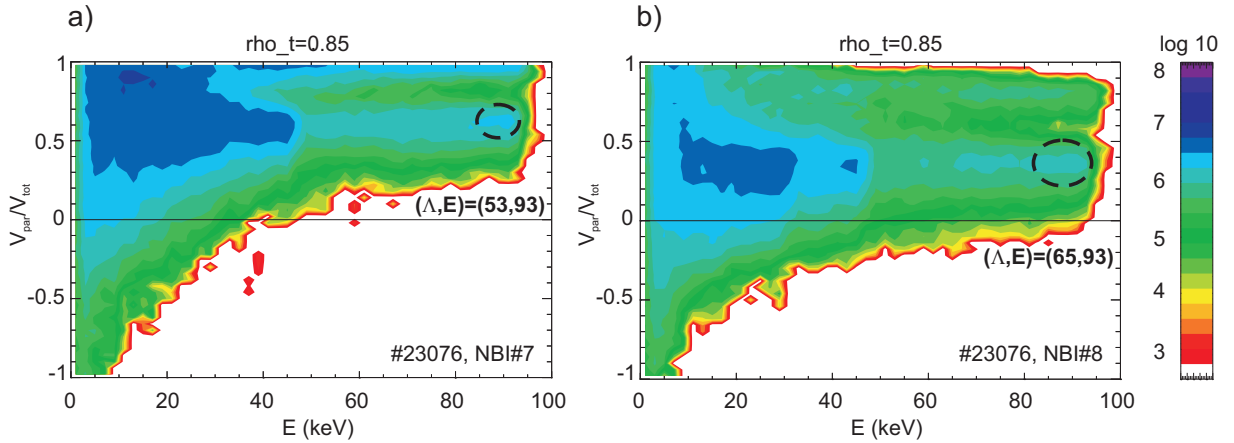 a)
rho_t=0.85
1
0.5
0
-0.5
-1
V_par/V_tot
(Λ,E)=(53,93)
#23076, NBI#7
0 20 40 60 80 100
E (keV)
b)
rho_t=0.85
1
0.5
0
-0.5
-1
V_par/V_tot
(Λ,E)=(65,93)
#23076, NBI#8
0 20 40 60 80 100
E (keV)
log 10
8
7
6
5
4
3